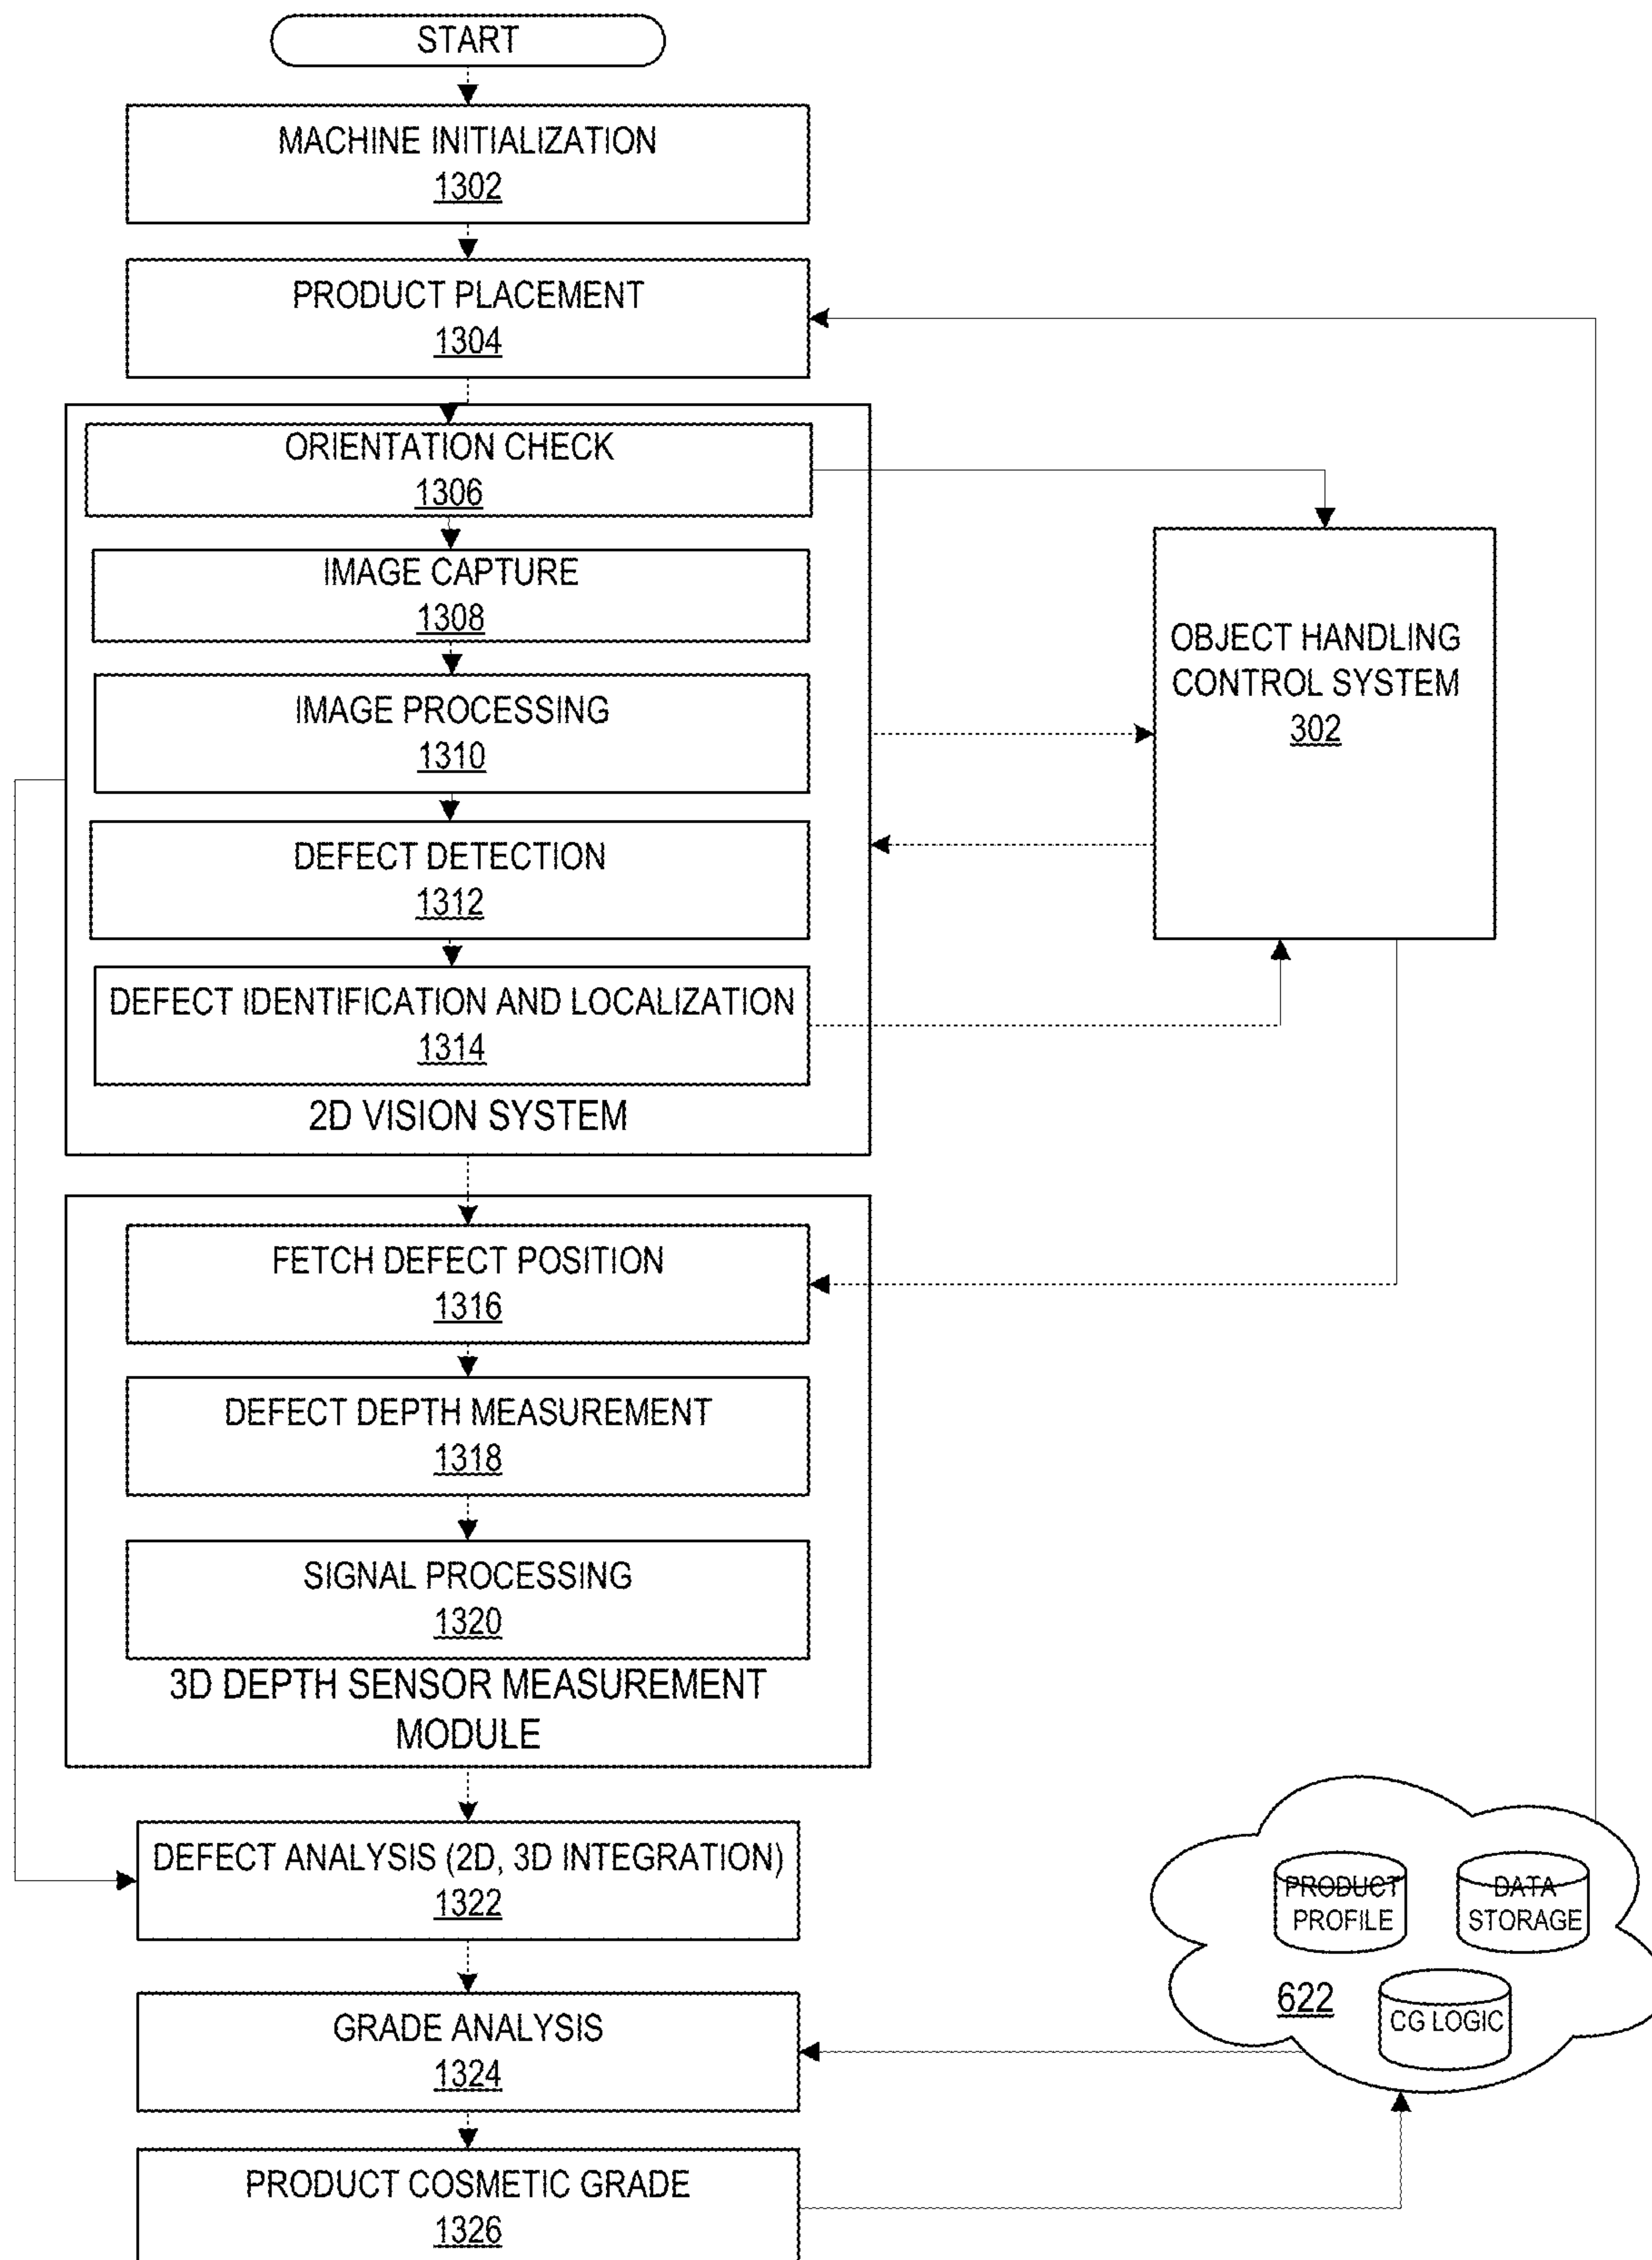 START
MACHINE INITIALIZATION
1302
PRODUCT PLACEMENT
1304
ORIENTATION CHECK
1306
IMAGE CAPTURE
1308
IMAGE PROCESSING
1310
DEFECT DETECTION
1312
DEFECT IDENTIFICATION AND LOCALIZATION
1314
2D VISION SYSTEM
OBJECT HANDLING
CONTROL SYSTEM
302
FETCH DEFECT POSITION
1316
DEFECT DEPTH MEASUREMENT
1318
SIGNAL PROCESSING
1320
3D DEPTH SENSOR MEASUREMENT
MODULE
DEFECT ANALYSIS (2D, 3D INTEGRATION)
1322
GRADE ANALYSIS
1324
PRODUCT COSMETIC GRADE
1326
PRODUCT
PROFILE
DATA
STORAGE
622
CG LOGIC